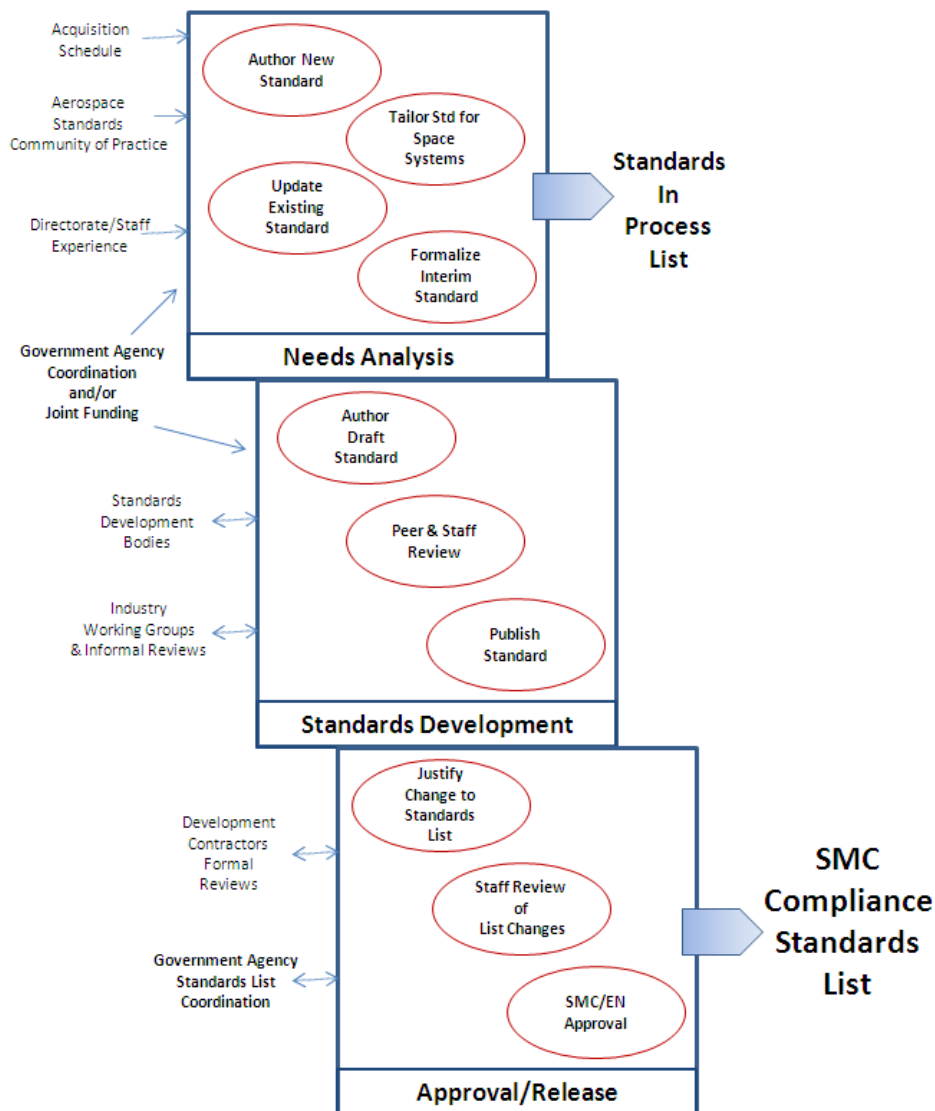 Acquisition
Schedule
Aerospace
Standards
Community of Practice
Directorate/Staff
Experience
Government Agency
Coordination
and/or
Joint Funding
Author New
Standard
Tailor Std for
Space
Systems
Update
Existing
Standard
Formalize
Interim
Standard
Needs Analysis
Standards
In
Process
List
Standards
Development
Bodies
Industry
Working Groups
& Informal Reviews
Author
Draft
Standard
Peer & Staff
Review
Publish
Standard
Standards Development
Development
Contractors
Formal
Reviews
Government Agency
Standards List
Coordination
Justify
Change to
Standards
List
Staff Review
of
List Changes
SMC/EN
Approval
Approval/Release
SMC
Compliance
Standards
List